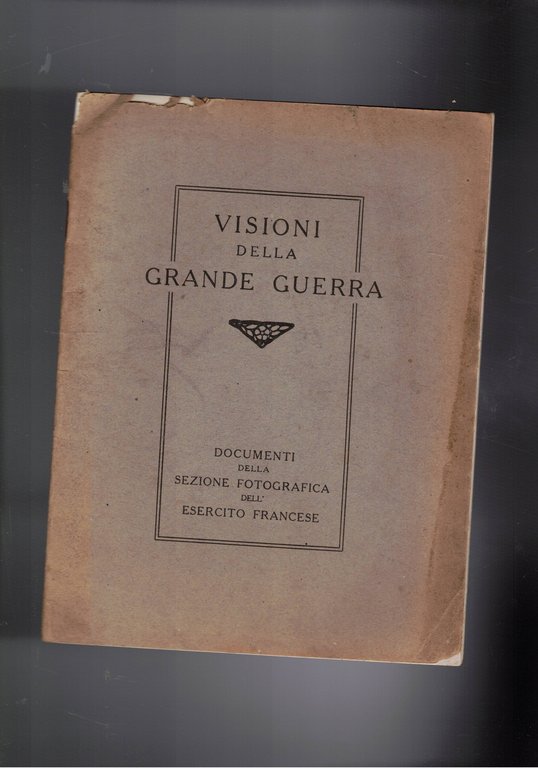 VISIONI
DELLA
GRANDE GUERRA
DOCUMENTI
DELLA
SEZIONE FOTOGRAFICA
DELL'
ESERCITO FRANCESE